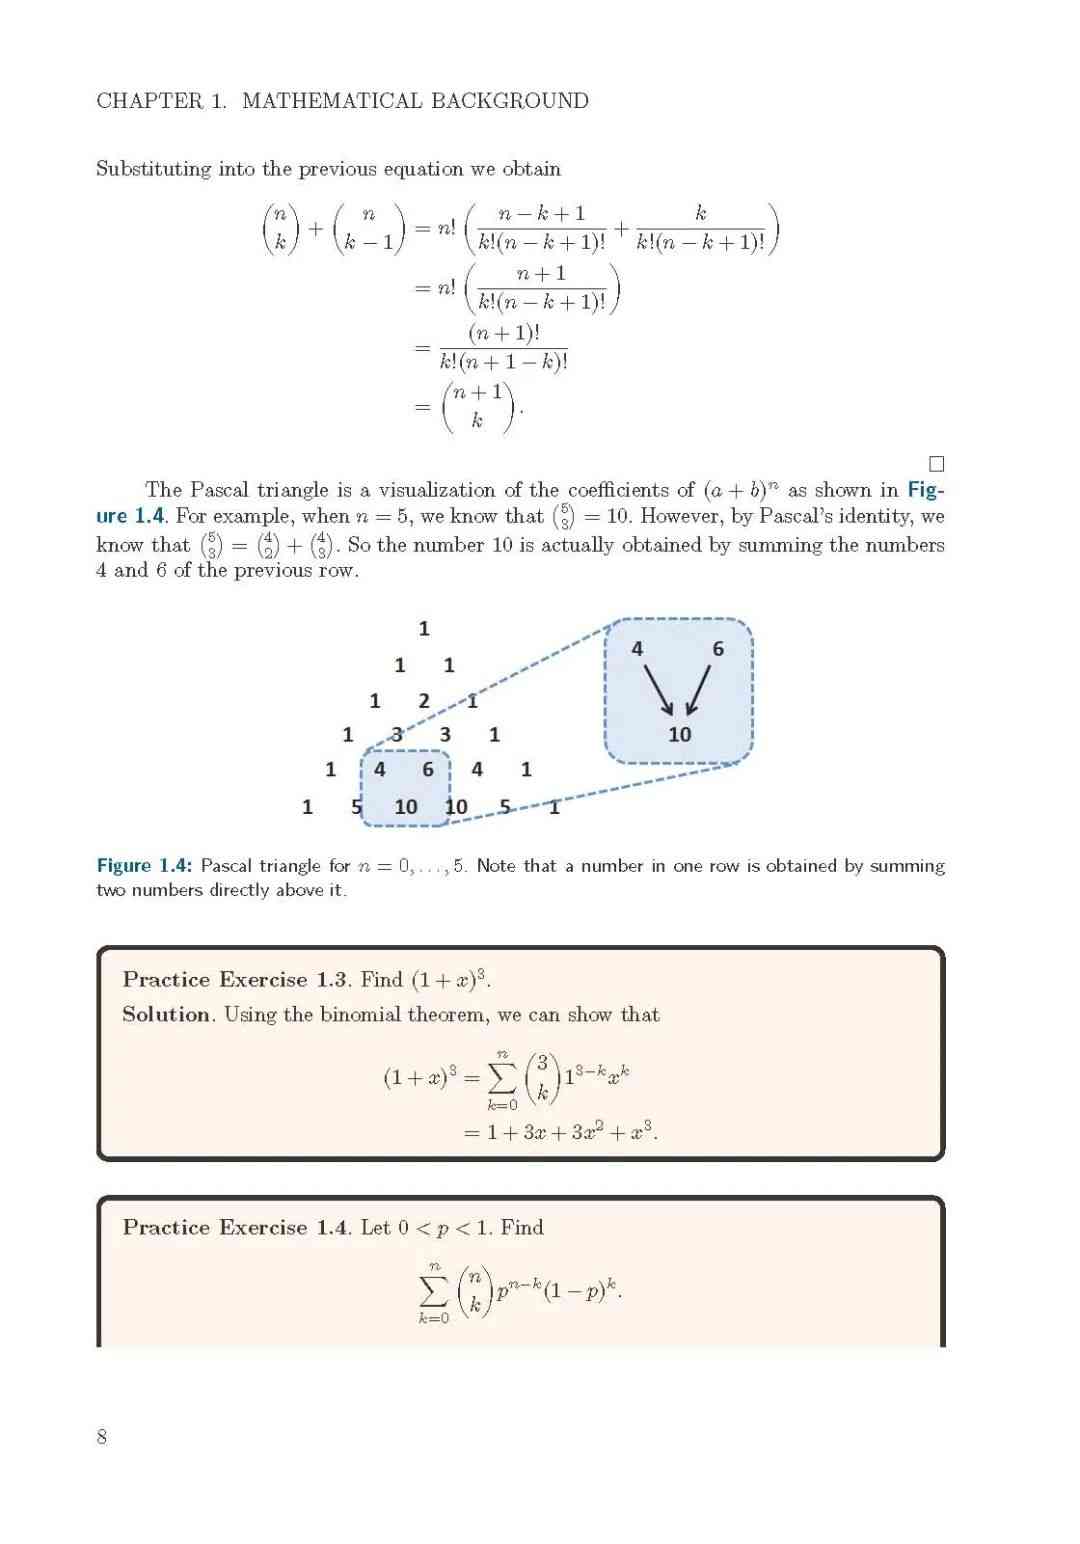 CHAPTER 1. MATHEMATICAL BACKGROUND
Substituting into the previous equation we obtain
\binom{n}{k} + \binom{n}{k-1} = n! \left( \frac{n-k+1}{k!(n-k+1)!} + \frac{k}{k!(n-k+1)!} \right)
= n! \left( \frac{n+1}{k!(n-k+1)!} \right)
= \frac{(n+1)!}{k!(n+1-k)!}
= \binom{n+1}{k}.
□
The Pascal triangle is a visualization of the coefficients of (a + b)^n as shown in Fig-
ure 1.4. For example, when n = 5, we know that \binom{5}{3} = 10. However, by Pascal's identity, we
know that \binom{5}{3} = \binom{4}{2} + \binom{4}{3}. So the number 10 is actually obtained by summing the numbers
4 and 6 of the previous row.
1
1 1
1 2 1
1 3 3 1
1 4 6 4 1
1 5 10 10 5 1
4 6
10
Figure 1.4: Pascal triangle for n = 0, . . . , 5. Note that a number in one row is obtained by summing
two numbers directly above it.
Practice Exercise 1.3. Find (1 + x)^3.
Solution. Using the binomial theorem, we can show that
(1 + x)^3 = \sum_{k=0}^{n} \binom{3}{k} 1^{3-k} x^k
= 1 + 3x + 3x^2 + x^3.
Practice Exercise 1.4. Let 0 < p < 1. Find
\sum_{k=0}^{n} \binom{n}{k} p^{n-k} (1 - p)^k.
8